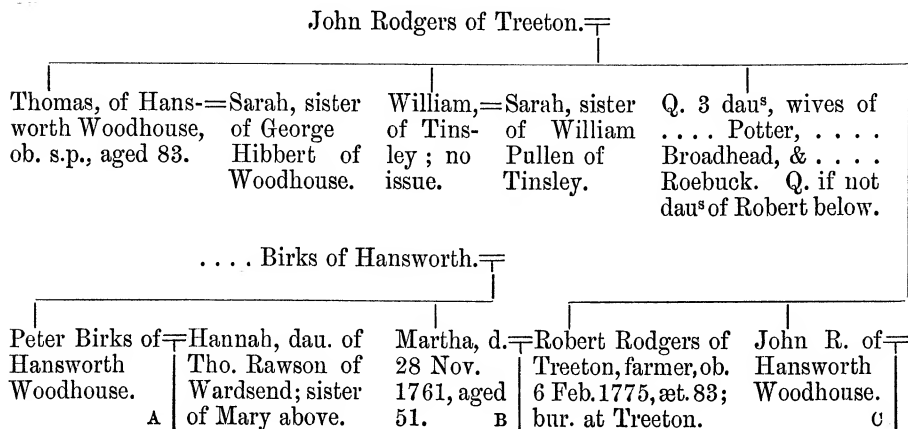 John Rodgers of Treeton.
Thomas, of Hans-
worth Woodhouse,
ob. s.p., aged 83.
Sarah, sister
of George
Hibbert of
Woodhouse.
William,
of Tins-
ley ; no
issue.
Sarah, sister
of William
Pullen of
Tinsley.
Q. 3 dauˢ, wives of
. . . . Potter, . . . .
Broadhead, & . . . .
Roebuck. Q. if not
dauˢ of Robert below.
. . . . Birks of Hansworth.
Peter Birks of
Hansworth
Woodhouse.
A
Hannah, dau. of
Tho. Rawson of
Wardsend; sister
of Mary above.
Martha, d.
28 Nov.
1761, aged
51.
B
Robert Rodgers of
Treeton, farmer, ob.
6 Feb. 1775, æt. 83;
bur. at Treeton.
John R. of
Hansworth
Woodhouse.
C